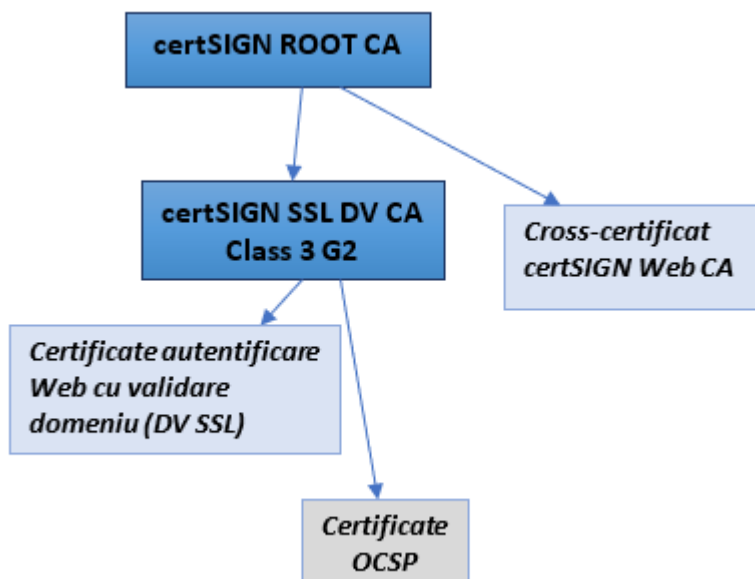 certSIGN ROOT CA
certSIGN SSL DV CA
Class 3 G2
Cross-certificat
certSIGN Web CA
Certificate autentificare
Web cu validare
domeniu (DV SSL)
Certificate
OCSP